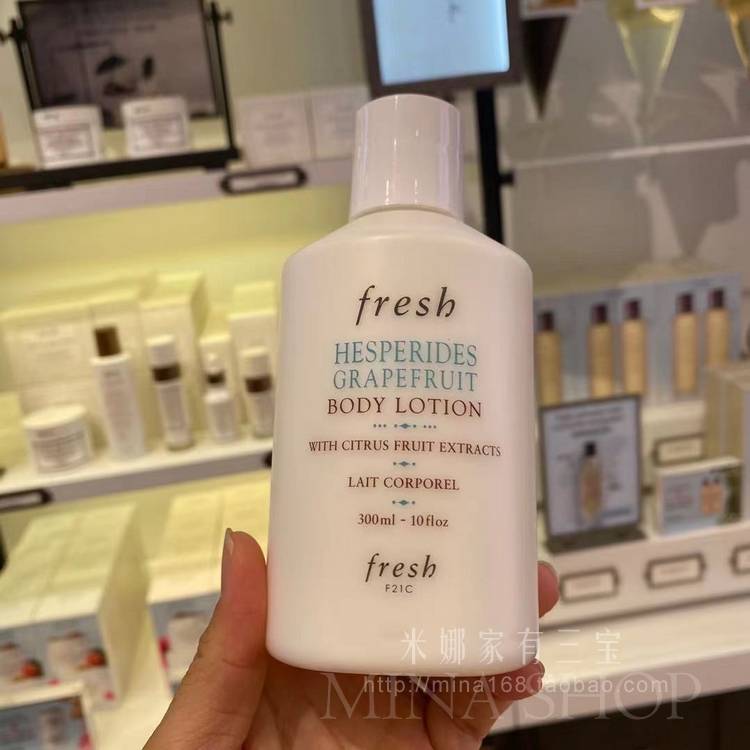 fresh
HESPERIDES
GRAPEFRUIT
BODY LOTION
WITH CITRUS FRUIT EXTRACTS
LAIT CORPOREL
300ml - 10floz
fresh
F21C
米娜家有三宝
http://mina168.taobao.com
MINA SHOP